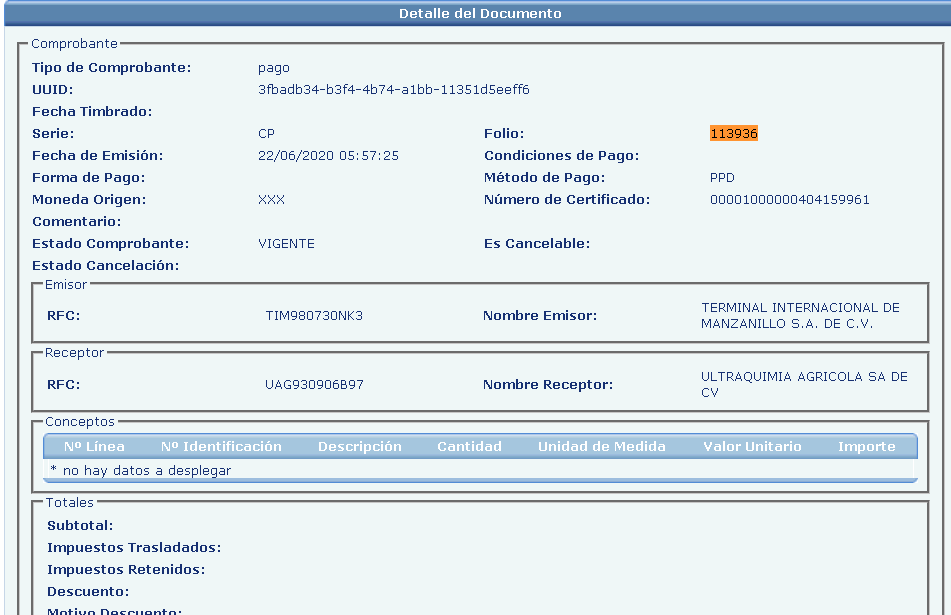 Detalle del Documento
Comprobante
Tipo de Comprobante: pago
UUID: 3fbadb34-b3f4-4b74-a1bb-11351d5eeff6
Fecha Timbrado:
Serie: CP Folio: 113936
Fecha de Emisión: 22/06/2020 05:57:25 Condiciones de Pago:
Forma de Pago: Método de Pago: PPD
Moneda Origen: XXX Número de Certificado: 00001000000404159961
Comentario:
Estado Comprobante: VIGENTE Es Cancelable:
Estado Cancelación:
Emisor
RFC: TIM980730NK3 Nombre Emisor: TERMINAL INTERNACIONAL DE
MANZANILLO S.A. DE C.V.
Receptor
RFC: UAG930906B97 Nombre Receptor: ULTRAQUIMIA AGRICOLA SA DE
CV
Conceptos
Nº Línea Nº Identificación Descripción Cantidad Unidad de Medida Valor Unitario Importe
* no hay datos a desplegar
Totales
Subtotal:
Impuestos Trasladados:
Impuestos Retenidos:
Descuento:
Motivo Descuento: